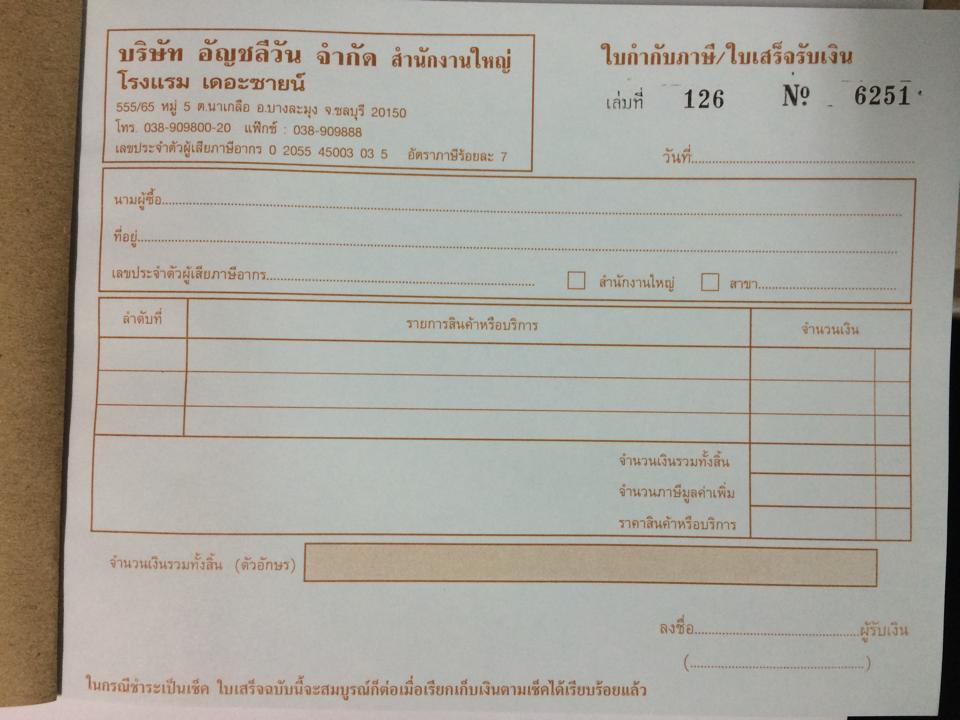 บริษัท อัญชลีวัน จำกัด สำนักงานใหญ่
โรงแรม เดอะซายน์
555/65 หมู่ 5 ต.นาเกลือ อ.บางละมุง จ.ชลบุรี 20150
โทร. 038-909800-20 แฟ๊กซ์ : 038-909888
เลขประจำตัวผู้เสียภาษีอากร 0 2055 45003 03 5 อัตราภาษีร้อยละ 7
ใบกำกับภาษี/ใบเสร็จรับเงิน
เล่มที่ 126 № 6251
วันที่
นามผู้ซื้อ
ที่อยู่
เลขประจำตัวผู้เสียภาษีอากร สำนักงานใหญ่ สาขา
ลำดับที่ รายการสินค้าหรือบริการ จำนวนเงิน
จำนวนเงินรวมทั้งสิ้น
จำนวนภาษีมูลค่าเพิ่ม
ราคาสินค้าหรือบริการ
จำนวนเงินรวมทั้งสิ้น (ตัวอักษร)
ลงชื่อ ผู้รับเงิน
( )
ในกรณีชำระเป็นเช็ค ใบเสร็จฉบับนี้จะสมบูรณ์ก็ต่อเมื่อเรียกเก็บเงินตามเช็คได้เรียบร้อยแล้ว